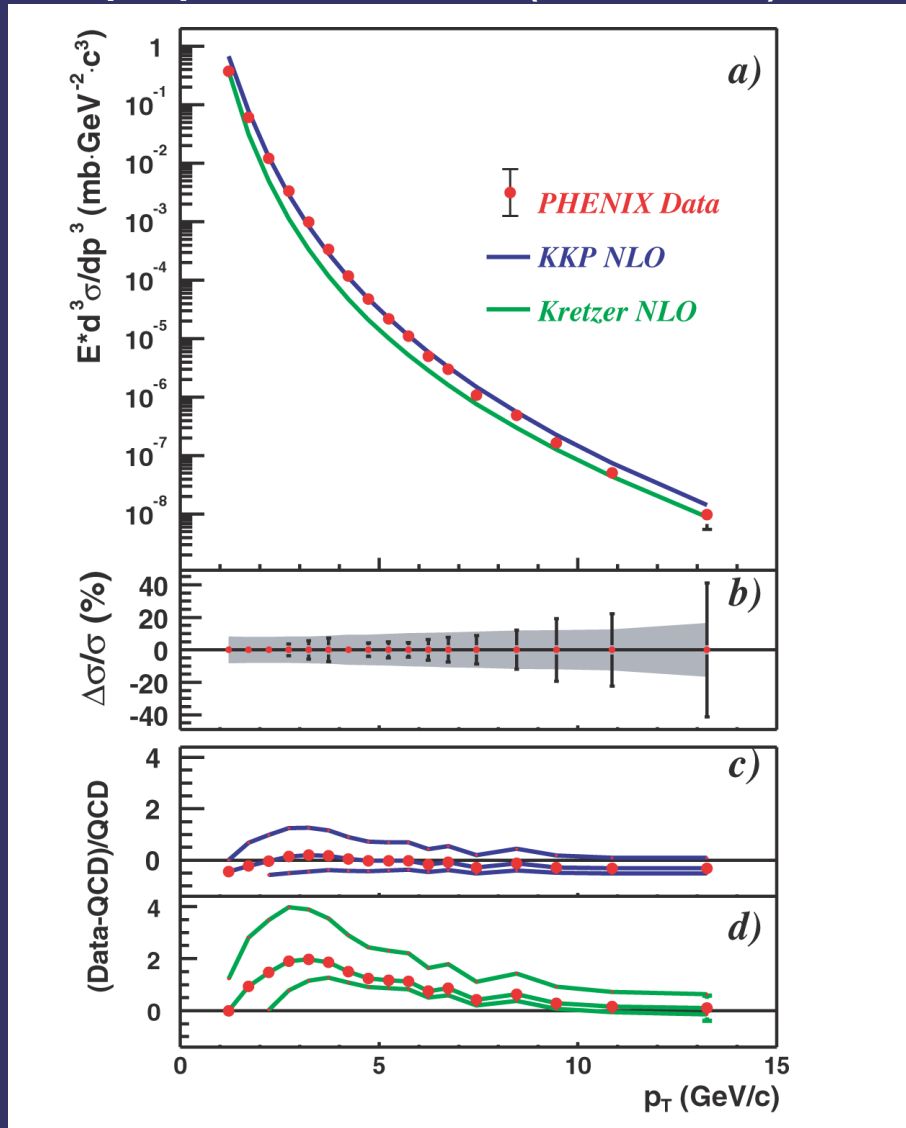 a)
E*d³σ/dp³ (mb·GeV⁻²·c³)
1
10⁻¹
10⁻²
10⁻³
10⁻⁴
10⁻⁵
10⁻⁶
10⁻⁷
10⁻⁸
PHENIX Data
KKP NLO
Kretzer NLO
b)
Δσ/σ (%)
40
20
0
-20
-40
c)
(Data-QCD)/QCD
4
2
0
d)
4
2
0
0 5 10 15
p_T (GeV/c)